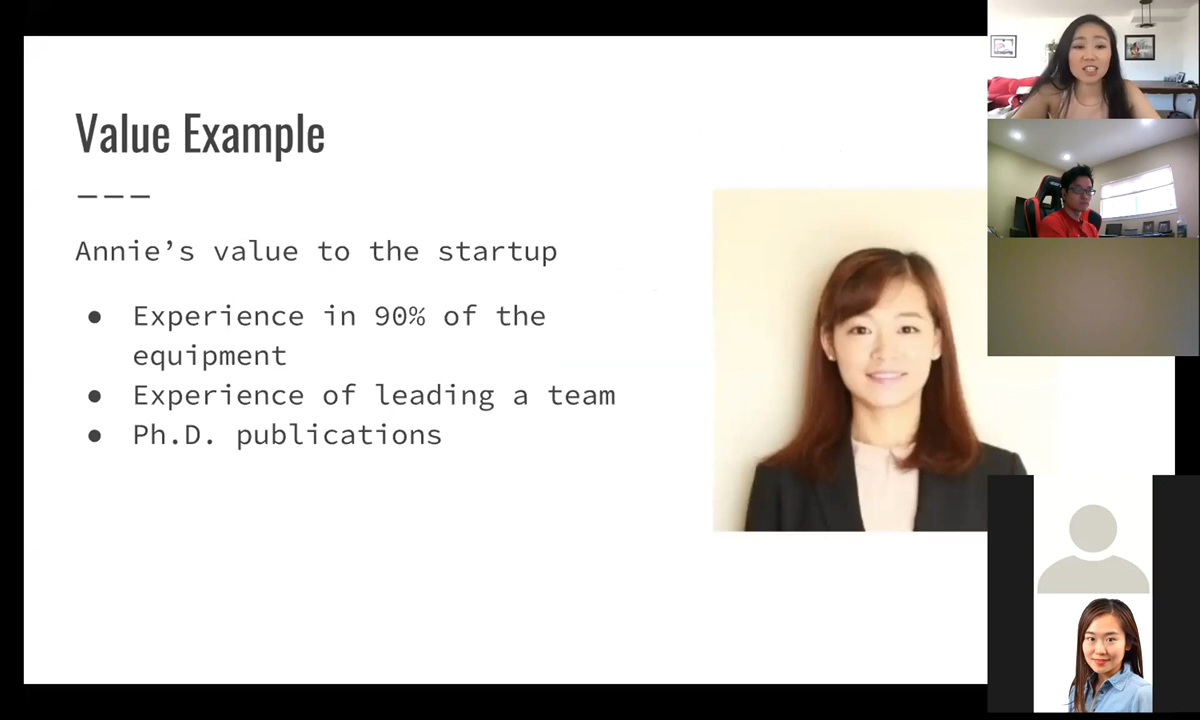 Value Example
Annie’s value to the startup
● Experience in 90% of the
equipment
● Experience of leading a team
● Ph.D. publications